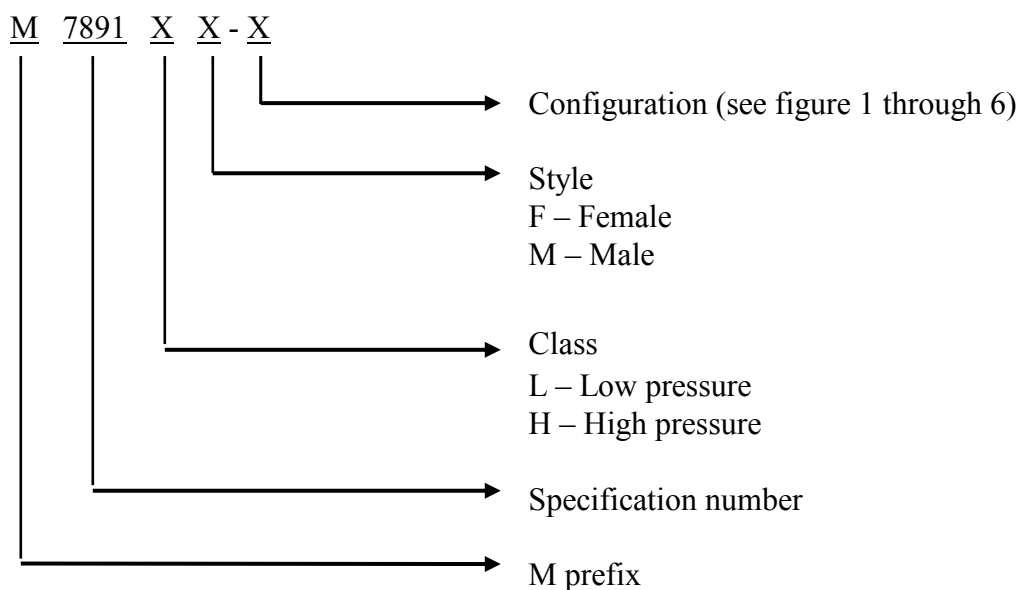 M 7891 X X - X
Configuration (see figure 1 through 6)
Style
F – Female
M – Male
Class
L – Low pressure
H – High pressure
Specification number
M prefix